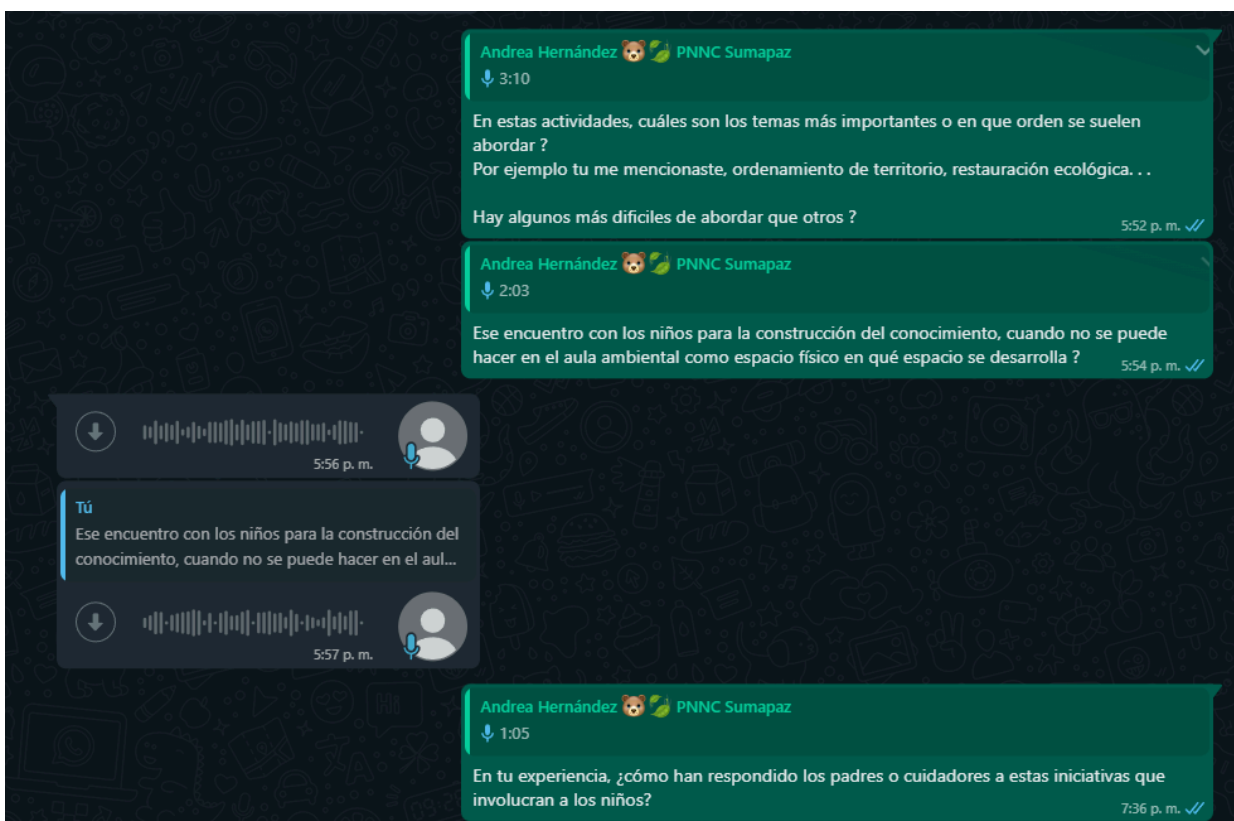 Andrea Hernández 🐻🍃 PNNC Sumapaz
3:10
En estas actividades, cuáles son los temas más importantes o en que orden se suelen
abordar ?
Por ejemplo tu me mencionaste, ordenamiento de territorio, restauración ecológica. . .
Hay algunos más dificiles de abordar que otros ?
5:52 p. m.
Andrea Hernández 🐻🍃 PNNC Sumapaz
2:03
Ese encuentro con los niños para la construcción del conocimiento, cuando no se puede
hacer en el aula ambiental como espacio físico en qué espacio se desarrolla ?
5:54 p. m.
5:56 p. m.
Tú
Ese encuentro con los niños para la construcción del
conocimiento, cuando no se puede hacer en el aul...
5:57 p. m.
Andrea Hernández 🐻🍃 PNNC Sumapaz
1:05
En tu experiencia, ¿cómo han respondido los padres o cuidadores a estas iniciativas que
involucran a los niños?
7:36 p. m.